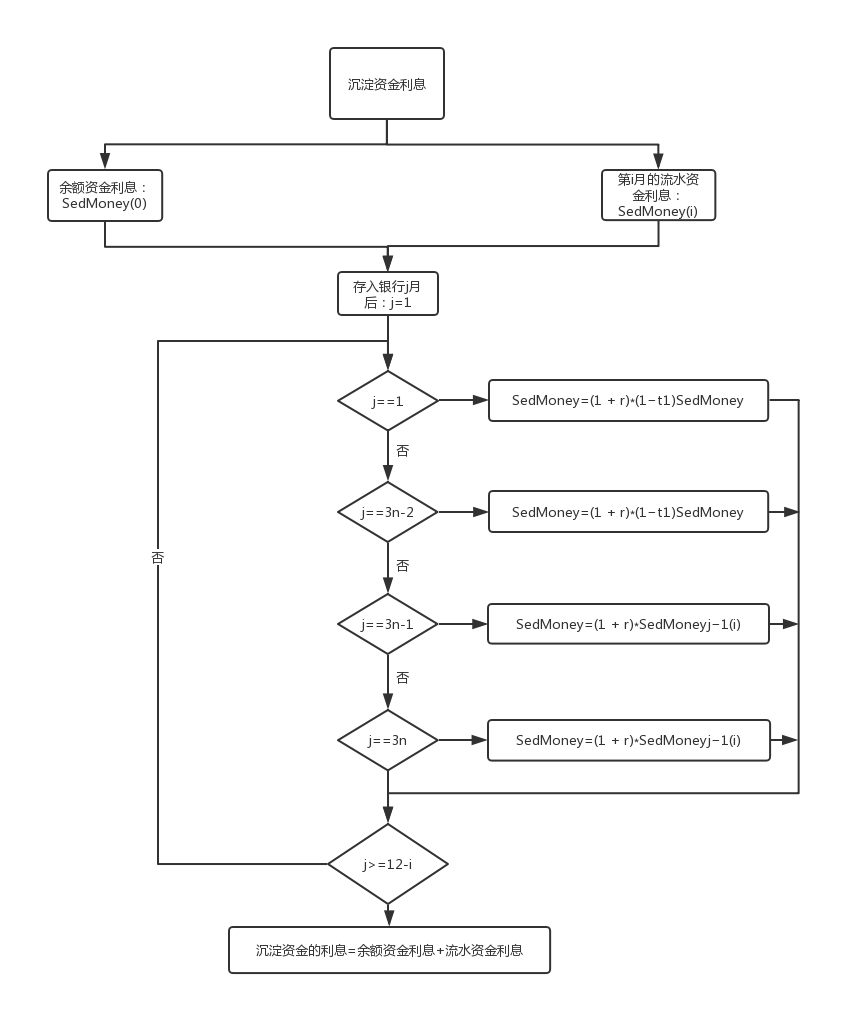 沉淀资金利息
余额资金利息：
SedMoney(0)
第i月的流水资
金利息：
SedMoney(i)
存入银行j月
后：j=1
j==1
SedMoney=(1 + r)*(1-t1)SedMoney
否
j==3n-2
SedMoney=(1 + r)*(1-t1)SedMoney
否
否
j==3n-1
SedMoney=(1 + r)*SedMoneyj-1(i)
否
j==3n
SedMoney=(1 + r)*SedMoneyj-1(i)
j>=12-i
沉淀资金的利息=余额资金利息+流水资金利息